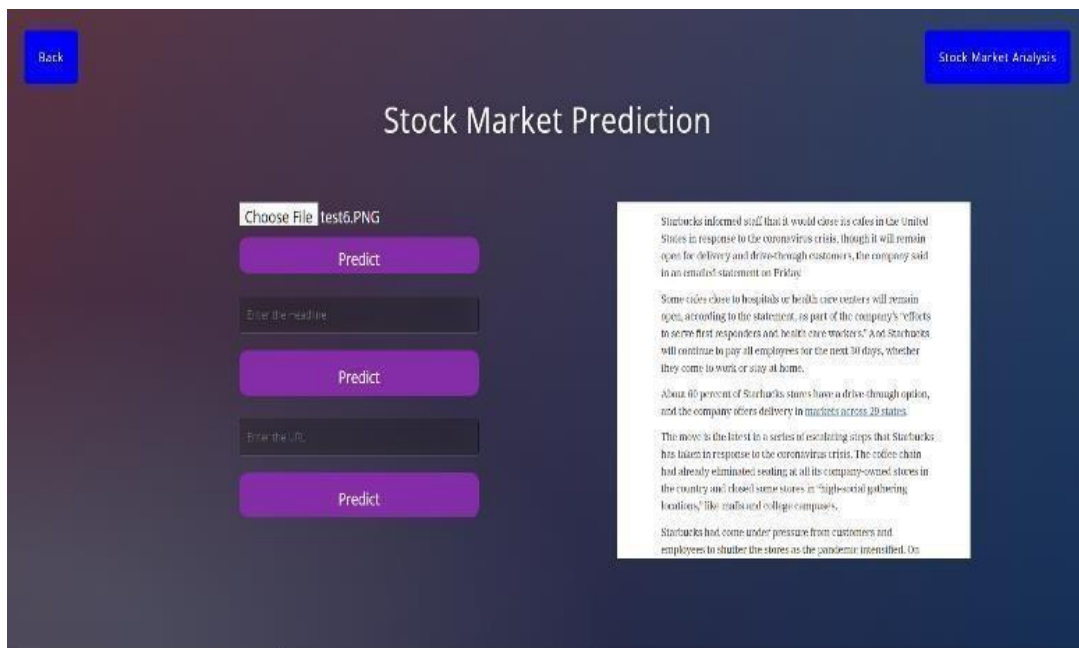 Back
Stock Market Analysis
Stock Market Prediction
Choose File test6.PNG
Predict
Enter the headline
Predict
Enter the URL
Predict
Starbucks informed staff that it would close its cafes in the United
States in response to the coronavirus crisis, though it will remain
open for delivery and drive-through customers, the company said
in an emailed statement on Friday.
Some cafes close to hospitals or health care centers will remain
open, according to the statement, as part of the company's "efforts
to serve first responders and health care workers." And Starbucks
will continue to pay all employees for the next 30 days, whether
they come to work or stay at home.
About 60 percent of Starbucks stores have a drive-through option,
and the company offers delivery in markets across 20 states.
The move is the latest in a series of escalating steps that Starbucks
has taken in response to the coronavirus crisis. The coffee chain
had already eliminated seating at all its company-owned stores in
the country and closed some stores in "high-social gathering
locations," like malls and college campuses.
Starbucks had come under pressure from customers and
employees to shutter the stores as the pandemic intensified. On